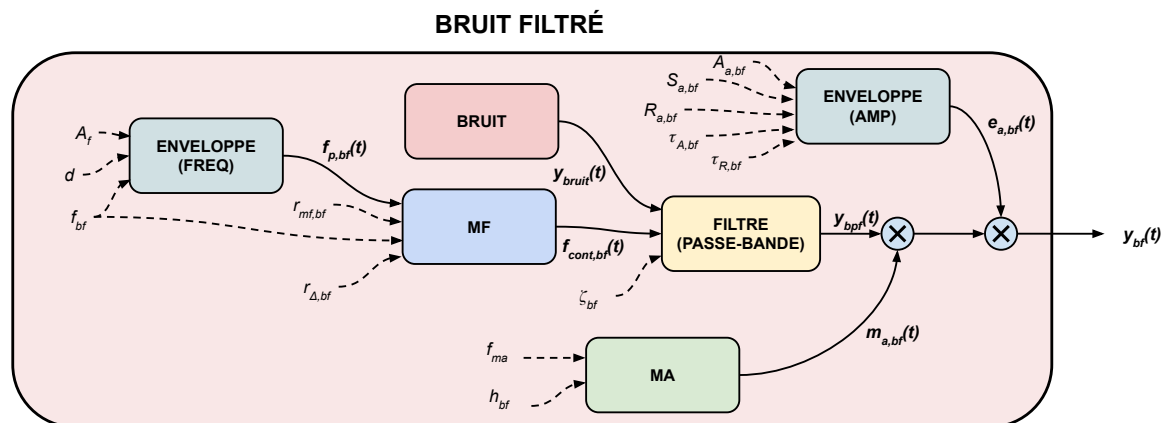 BRUIT FILTRÉ
A_f
d
f_bf
ENVELOPPE
(FREQ)
f_p,bf(t)
BRUIT
y_bruit(t)
r_mf,bf
r_Δ,bf
MF
f_cont,bf(t)
A_a,bf
S_a,bf
R_a,bf
τ_A,bf
τ_R,bf
ENVELOPPE
(AMP)
e_a,bf(t)
FILTRE
(PASSE-BANDE)
ζ_bf
y_bpf(t)
y_bf(t)
f_ma
h_bf
MA
m_a,bf(t)